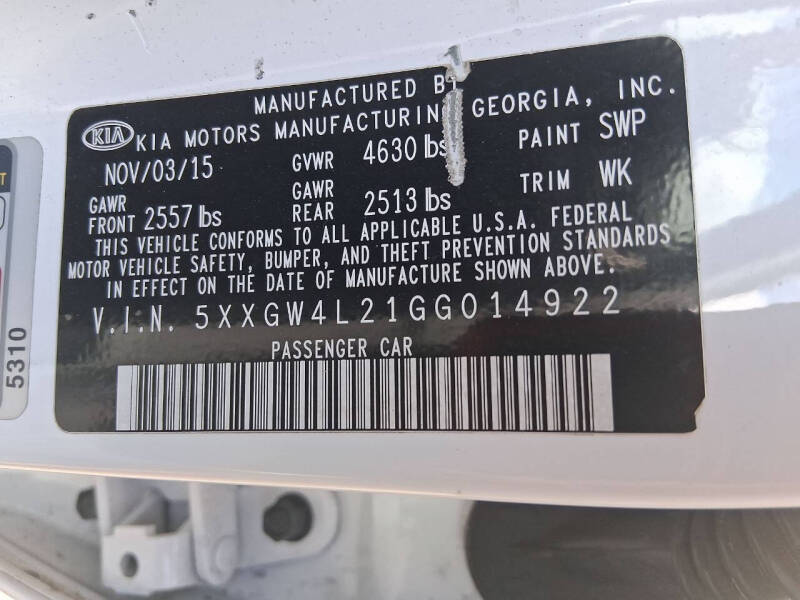 MANUFACTURED BY
KIA KIA MOTORS MANUFACTURING GEORGIA, INC.
NOV/03/15 GVWR 4630 lbs PAINT SWP
GAWR FRONT 2557 lbs GAWR REAR 2513 lbs TRIM WK
THIS VEHICLE CONFORMS TO ALL APPLICABLE U.S.A. FEDERAL
MOTOR VEHICLE SAFETY, BUMPER, AND THEFT PREVENTION STANDARDS
IN EFFECT ON THE DATE OF MANUFACTURE SHOWN ABOVE.
V.I.N. 5XXGW4L21GG014922
PASSENGER CAR
5310